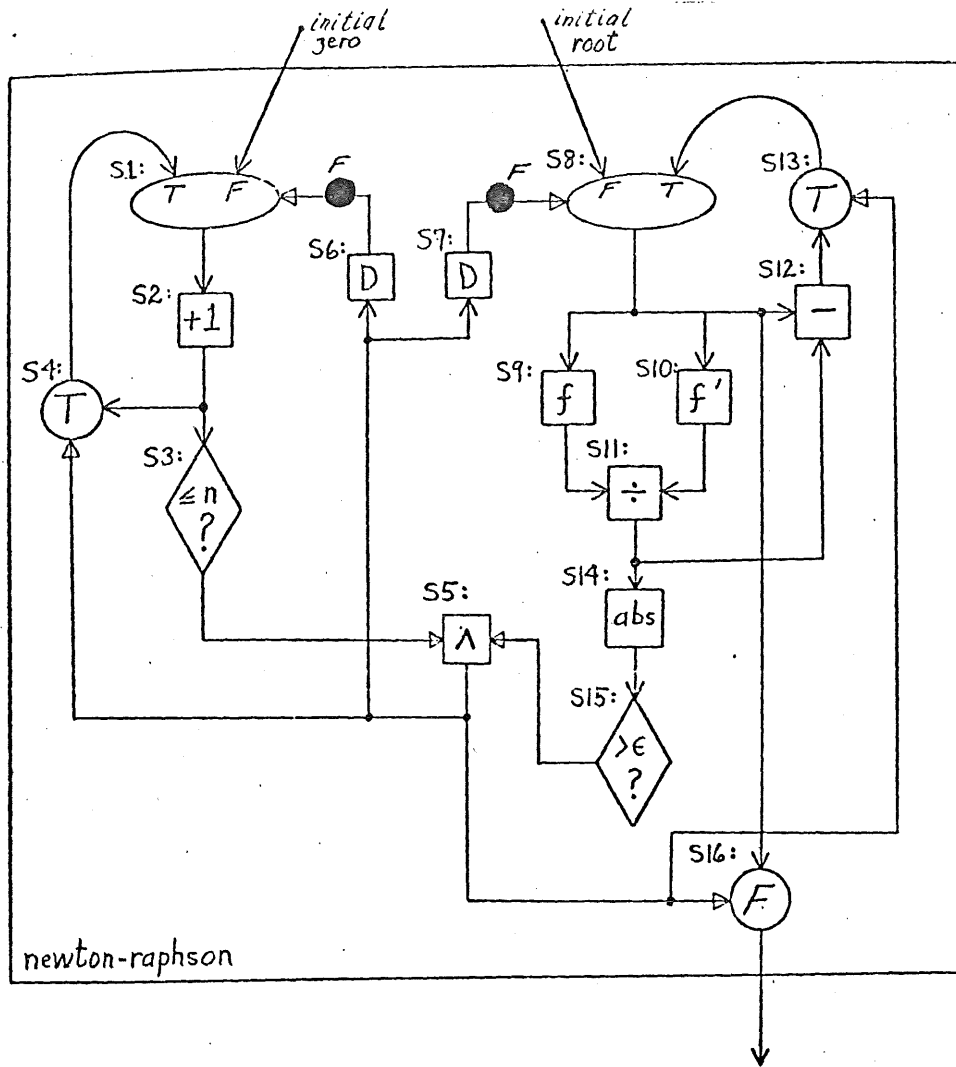 initial
zero
initial
root
S1:
T F
F
F
S8:
F T
S13:
T
S6:
D
S7:
D
S12:
−
S2:
+1
S4:
T
S9:
f
S10:
f'
S3:
≤ n
?
S11:
÷
S14:
abs
S5:
∧
S15:
>ϵ
?
S16:
F
newton-raphson